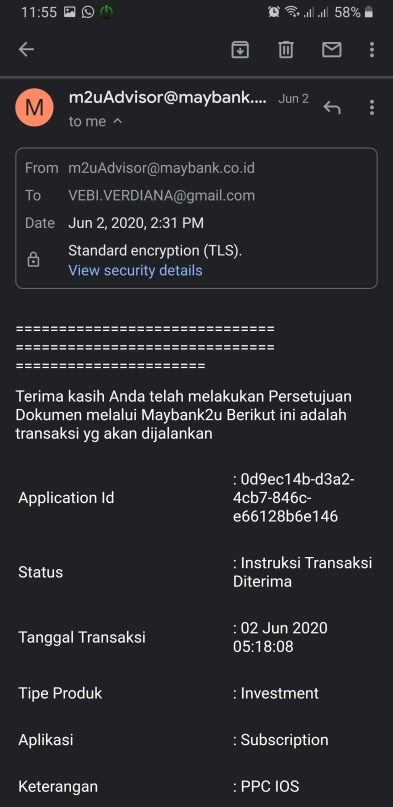 11:55 58%
M
m2uAdvisor@maybank.... Jun 2
to me
From m2uAdvisor@maybank.co.id
To VEBI.VERDIANA@gmail.com
Date Jun 2, 2020, 2:31 PM
Standard encryption (TLS).
View security details
==============================
==============================
======================
Terima kasih Anda telah melakukan Persetujuan
Dokumen melalui Maybank2u Berikut ini adalah
transaksi yg akan dijalankan
Application Id : 0d9ec14b-d3a2-
4cb7-846c-
e66128b6e146
Status : Instruksi Transaksi
Diterima
Tanggal Transaksi : 02 Jun 2020
05:18:08
Tipe Produk : Investment
Aplikasi : Subscription
Keterangan : PPC IOS